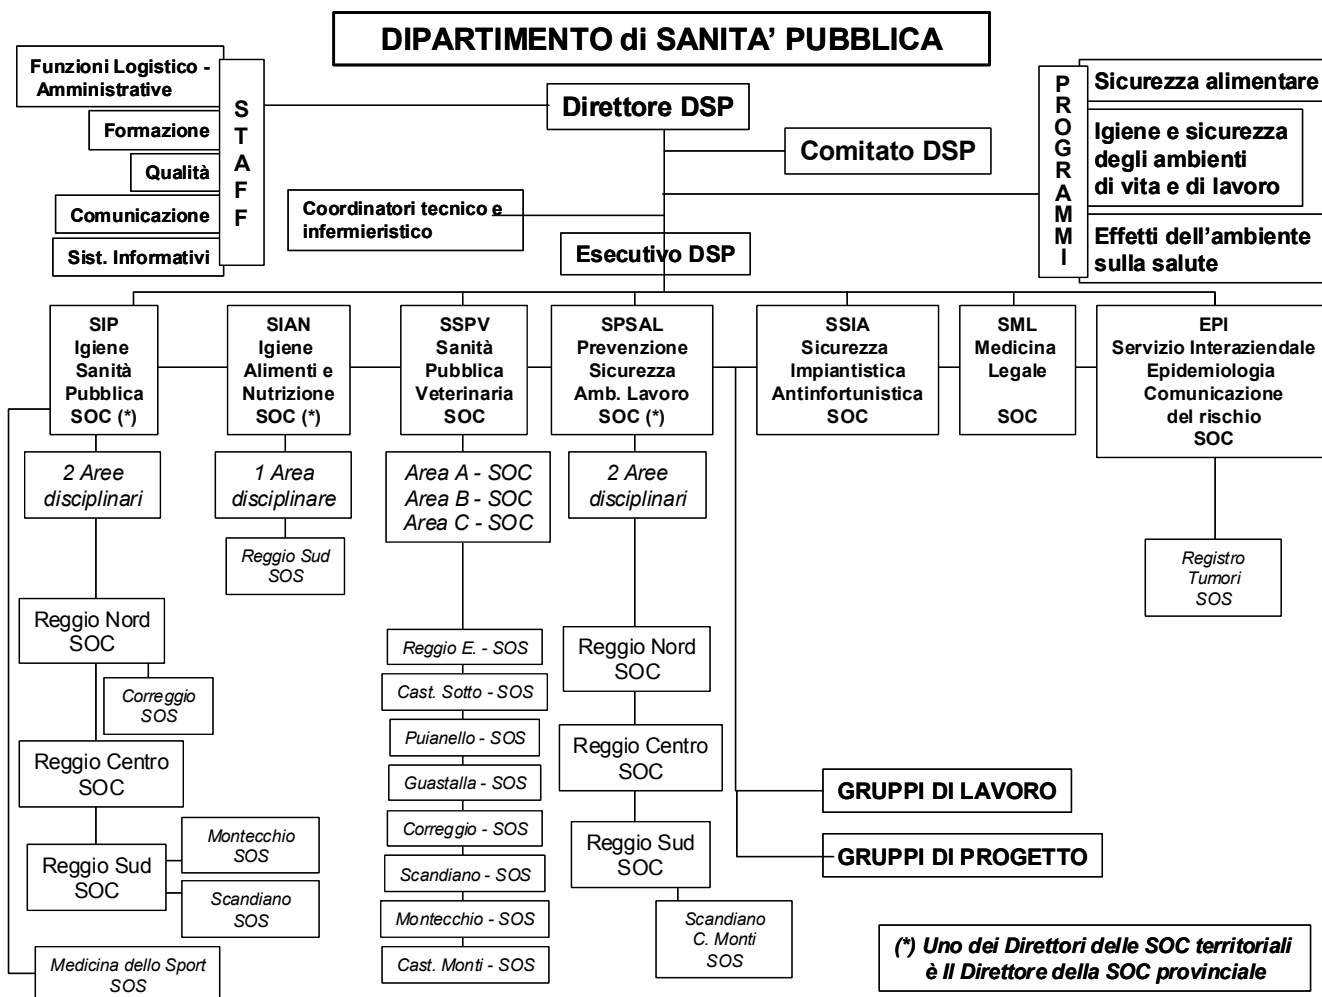 DIPARTIMENTO di SANITA’ PUBBLICA
Funzioni Logistico -
Amministrative
Formazione
Qualità
Comunicazione
Sist. Informativi
STAFF
Direttore DSP
Comitato DSP
Coordinatori tecnico e
infermieristico
Esecutivo DSP
PROGRAMMI
Sicurezza alimentare
Igiene e sicurezza
degli ambienti
di vita e di lavoro
Effetti dell’ambiente
sulla salute
SIP
Igiene
Sanità
Pubblica
SOC (*)
SIAN
Igiene
Alimenti e
Nutrizione
SOC (*)
SSPV
Sanità
Pubblica
Veterinaria
SOC
SPSAL
Prevenzione
Sicurezza
Amb. Lavoro
SOC (*)
SSIA
Sicurezza
Impiantistica
Antinfortunistica
SOC
SML
Medicina
Legale
SOC
EPI
Servizio Interaziendale
Epidemiologia
Comunicazione
del rischio
SOC
2 Aree
disciplinari
1 Area
disciplinare
Area A - SOC
Area B - SOC
Area C - SOC
2 Aree
disciplinari
Reggio Sud
SOS
Registro
Tumori
SOS
Reggio Nord
SOC
Correggio
SOS
Reggio Centro
SOC
Reggio Sud
SOC
Montecchio
SOS
Scandiano
SOS
Medicina dello Sport
SOS
Reggio E. - SOS
Cast. Sotto - SOS
Puianello - SOS
Guastalla - SOS
Correggio - SOS
Scandiano - SOS
Montecchio - SOS
Cast. Monti - SOS
Reggio Nord
SOC
Reggio Centro
SOC
Reggio Sud
SOC
Scandiano
C. Monti
SOS
GRUPPI DI LAVORO
GRUPPI DI PROGETTO
(*) Uno dei Direttori delle SOC territoriali
è Il Direttore della SOC provinciale